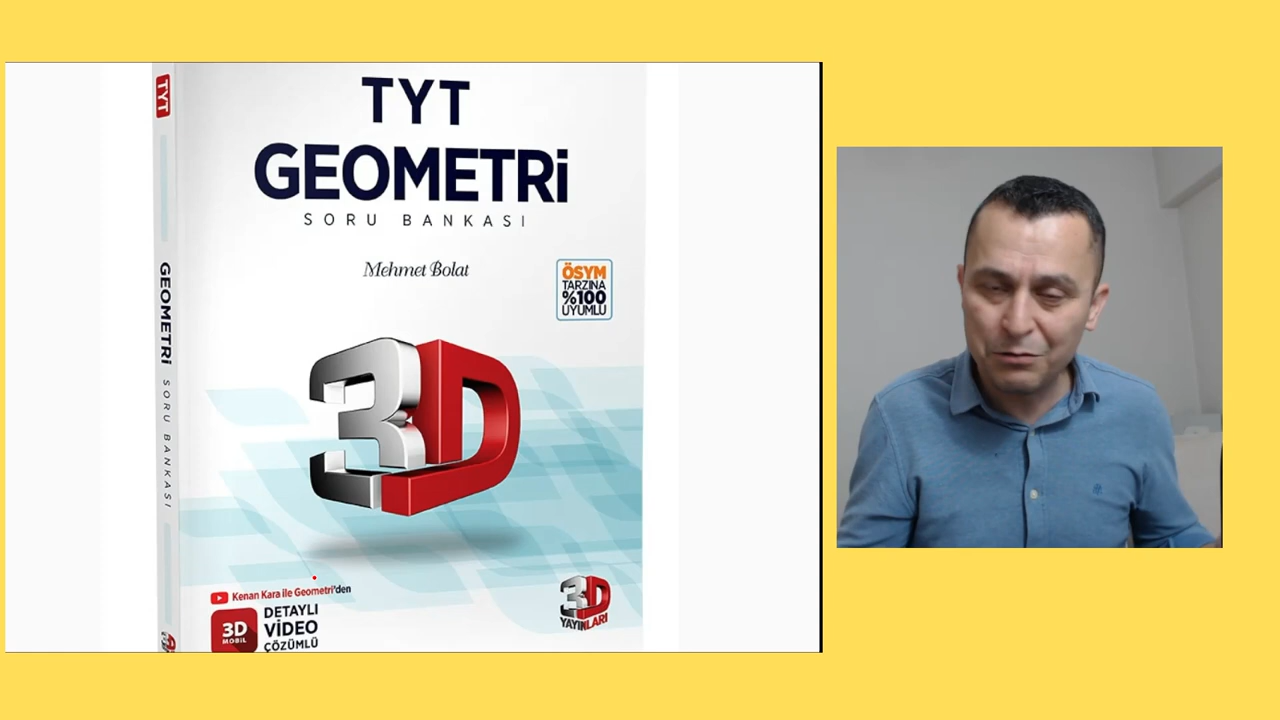 TYT
TYT
GEOMETRİ
SORU BANKASI
Mehmet Bolat
ÖSYM
TARZINA
%100
UYUMLU
GEOMETRİ SORU BANKASI
3D
Kenan Kara ile Geometri'den
3D
MOBİL
DETAYLI
VİDEO
ÇÖZÜMLÜ
3D
YAYINLARI
3D